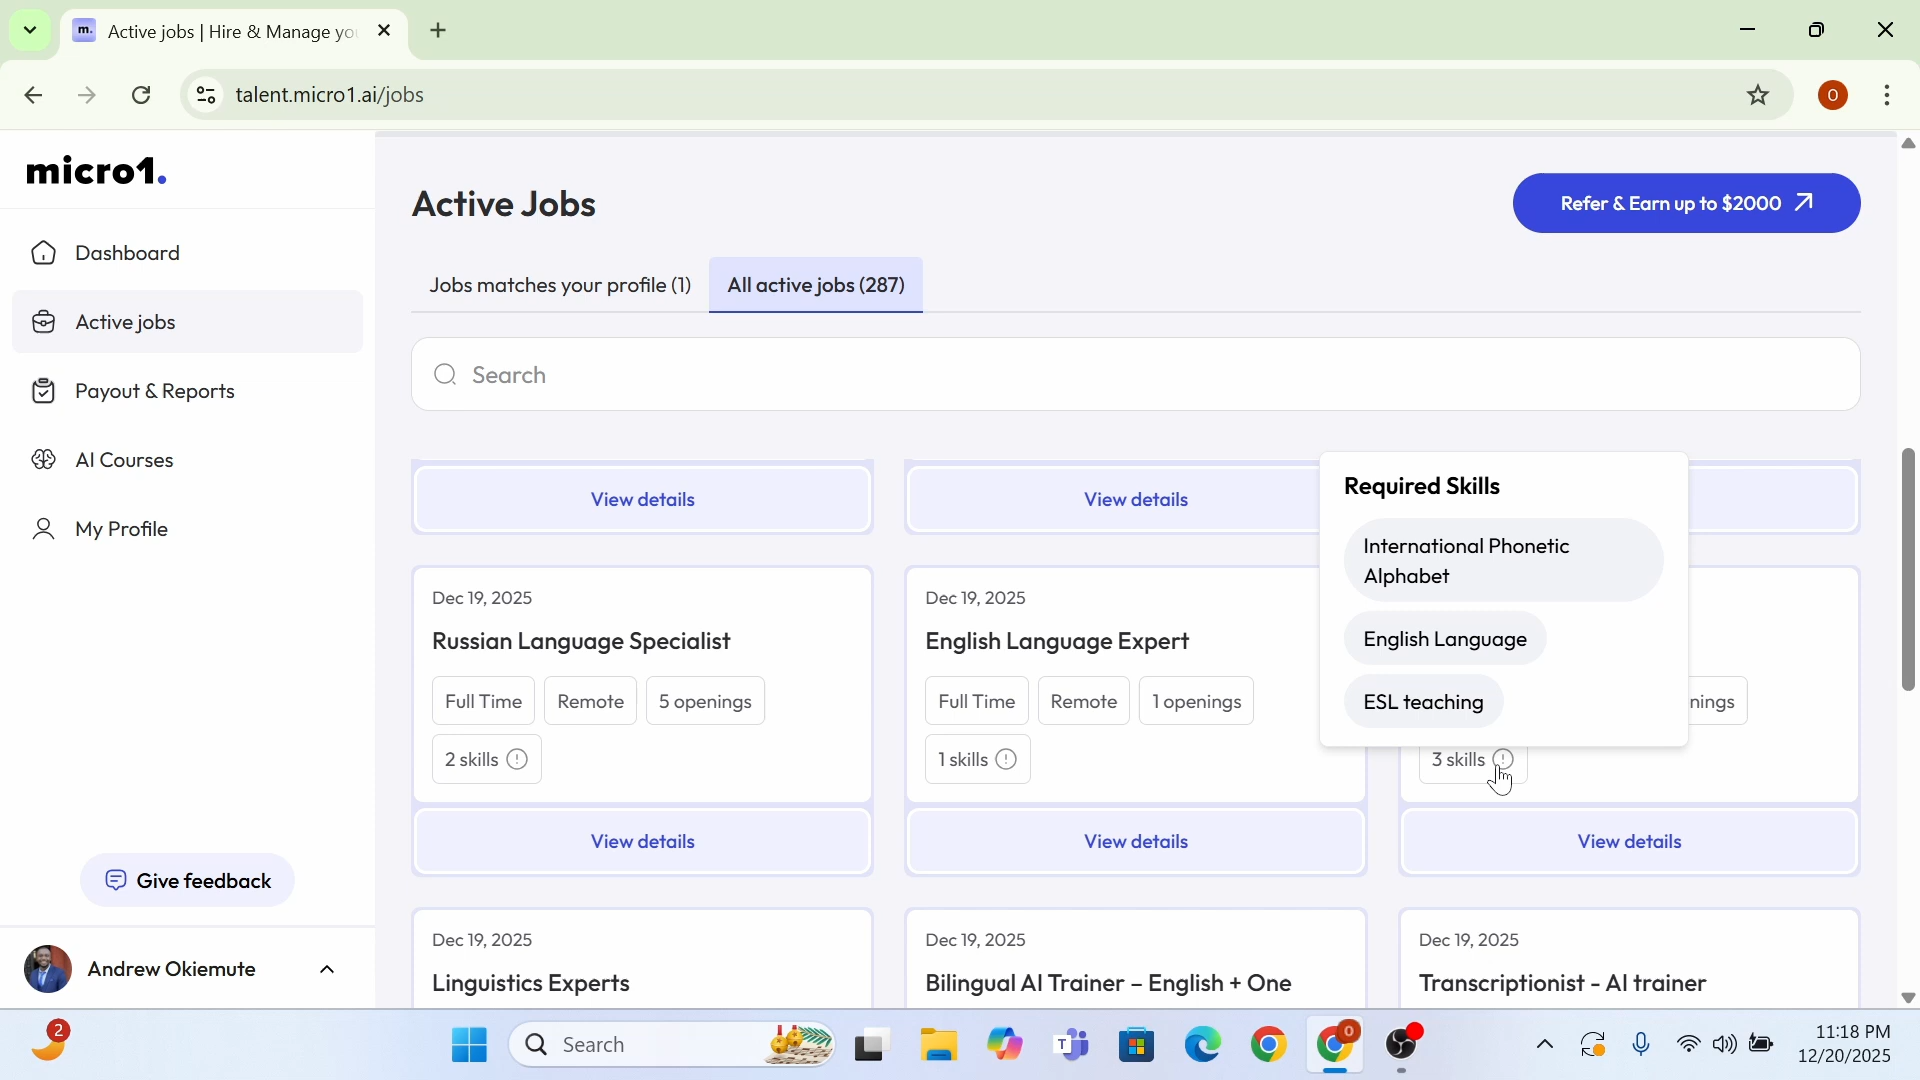 m. Active jobs | Hire & Manage you
talent.micro1.ai/jobs
O
micro1.
Dashboard
Active jobs
Payout & Reports
AI Courses
My Profile
Give feedback
Andrew Okiemute
Active Jobs
Refer & Earn up to $2000
Jobs matches your profile (1)
All active jobs (287)
Search
View details
View details
Required Skills
International Phonetic
Alphabet
English Language
ESL teaching
Dec 19, 2025
Russian Language Specialist
Full Time
Remote
5 openings
2 skills
View details
Dec 19, 2025
English Language Expert
Full Time
Remote
1 openings
1 skills
View details
nings
3 skills
View details
Dec 19, 2025
Linguistics Experts
Dec 19, 2025
Bilingual AI Trainer – English + One
Dec 19, 2025
Transcriptionist - AI trainer
2
Search
T
0
11:18 PM
12/20/2025